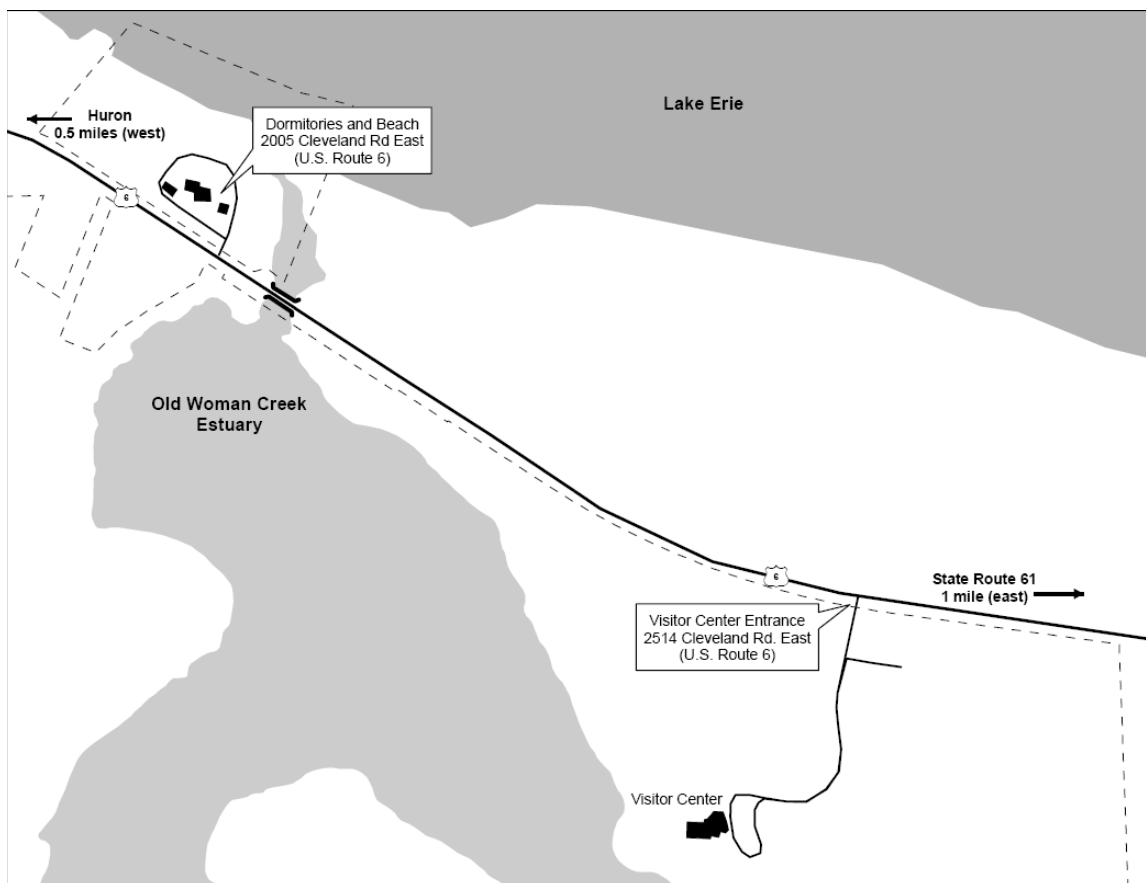 Lake Erie
Huron
0.5 miles (west)
Dormitories and Beach
2005 Cleveland Rd East
(U.S. Route 6)
6
Old Woman Creek
Estuary
6
State Route 61
1 mile (east)
Visitor Center Entrance
2514 Cleveland Rd. East
(U.S. Route 6)
Visitor Center